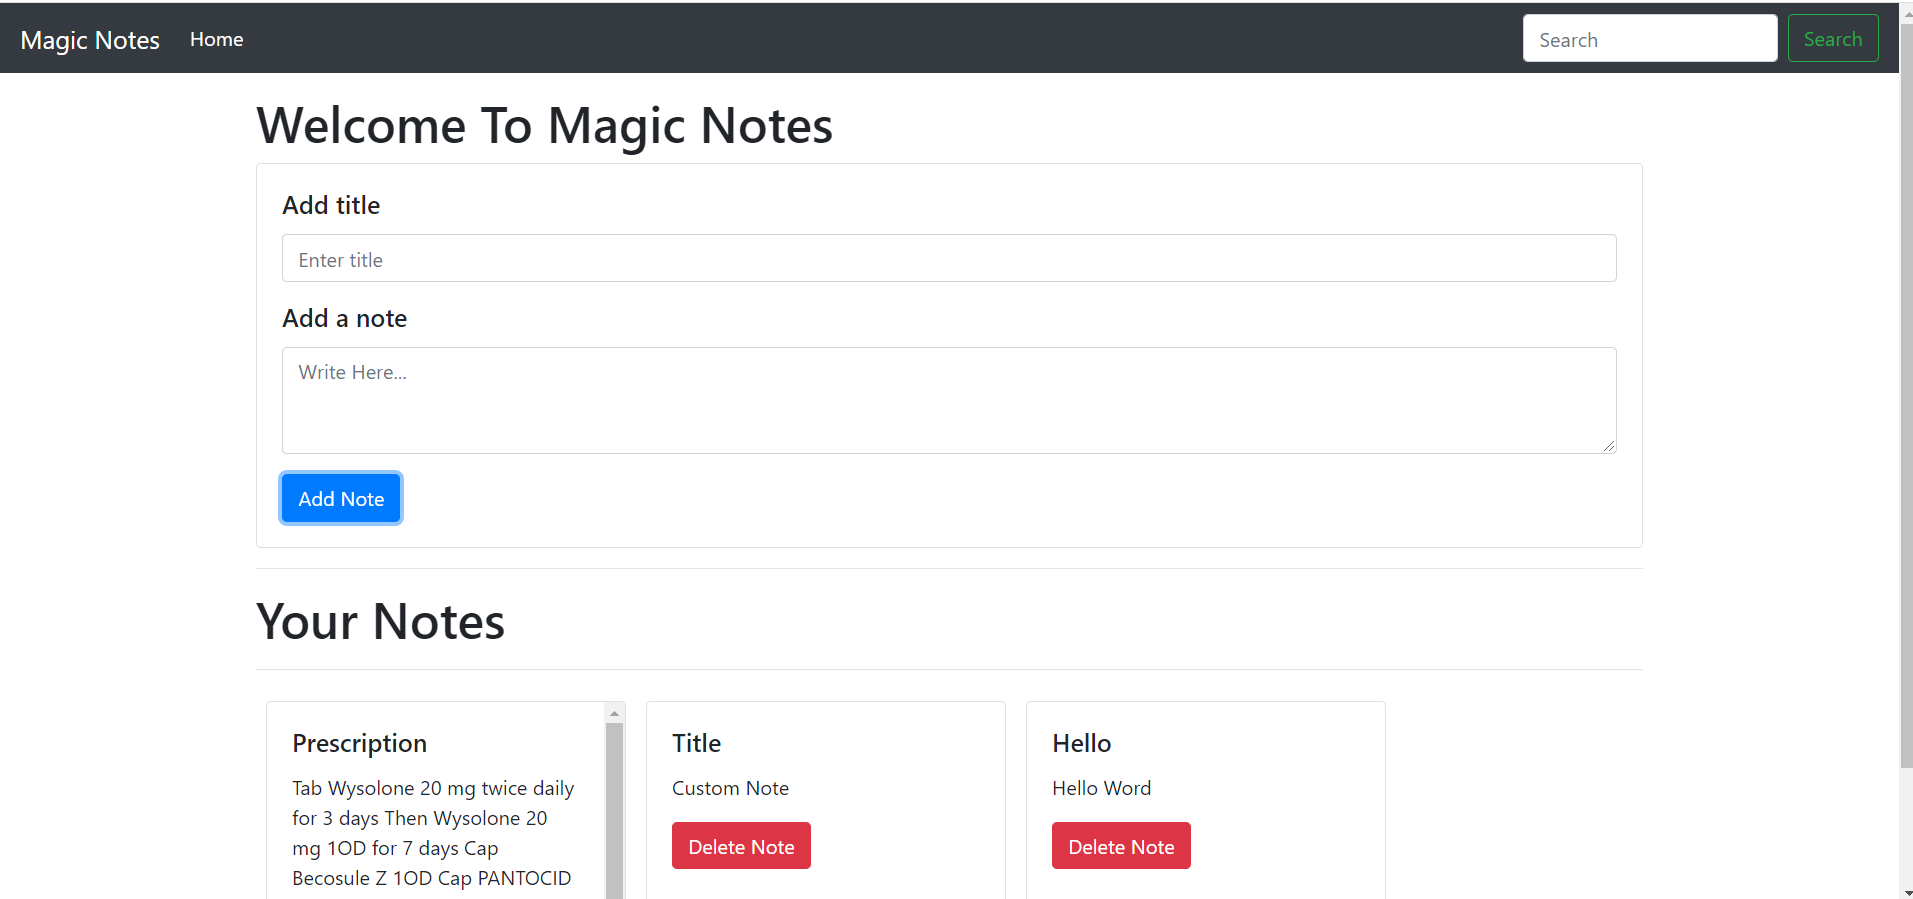 Magic Notes Home Search Search
Welcome To Magic Notes
Add title
Enter title
Add a note
Write Here...
Add Note
Your Notes
Prescription
Tab Wysolone 20 mg twice daily
for 3 days Then Wysolone 20
mg 1OD for 7 days Cap
Becosule Z 1OD Cap PANTOCID
Title
Custom Note
Delete Note
Hello
Hello Word
Delete Note